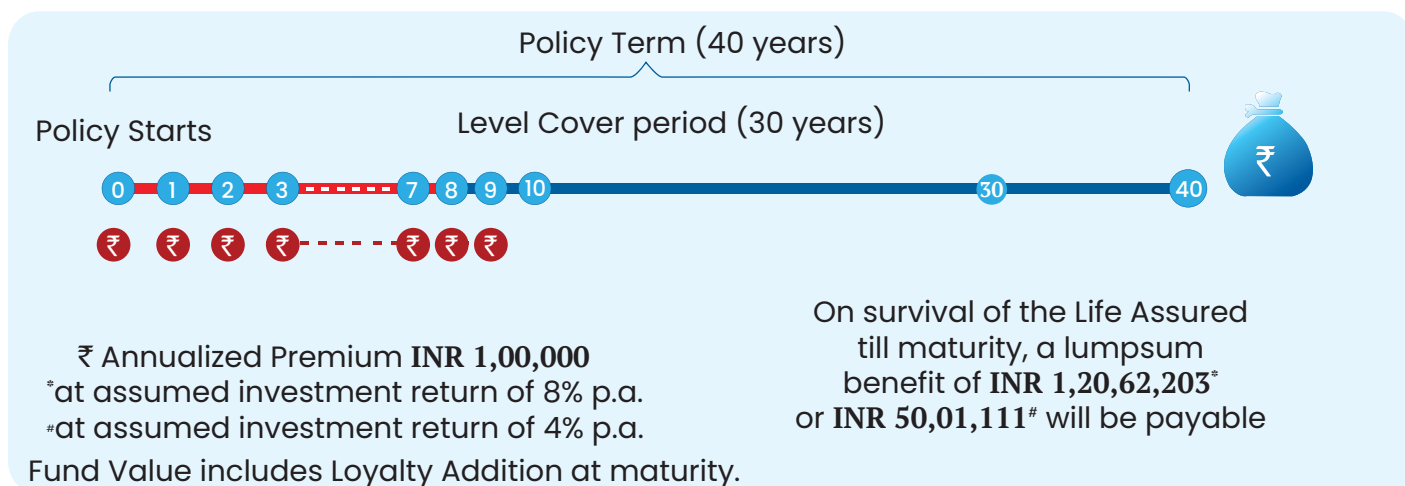 Policy Term (40 years)
Policy Starts
Level Cover period (30 years)
₹
0 1 2 3 7 8 9 10 30 40
₹ ₹ ₹ ₹ ₹ ₹ ₹
₹ Annualized Premium INR 1,00,000
*at assumed investment return of 8% p.a.
#at assumed investment return of 4% p.a.
Fund Value includes Loyalty Addition at maturity.
On survival of the Life Assured
till maturity, a lumpsum
benefit of INR 1,20,62,203*
or INR 50,01,111# will be payable